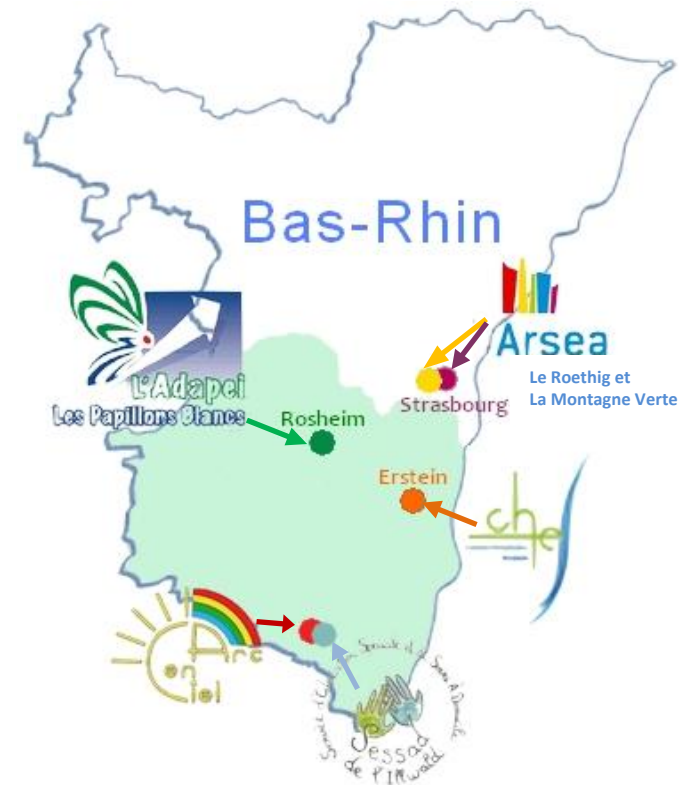 Bas-Rhin
Arsea
Le Roethig et
La Montagne Verte
L'Adapei
Les Papillons Blancs
Rosheim
Strasbourg
Erstein
che
Arc
en
Ciel
Sessad
de l'Illwald